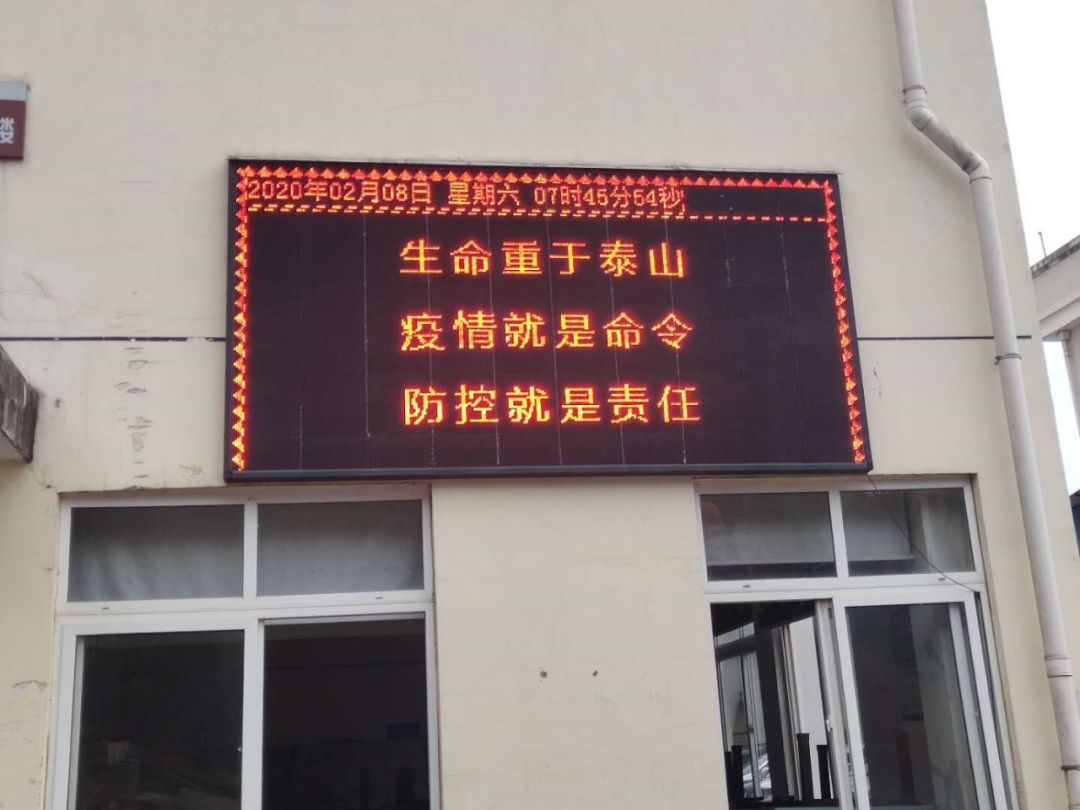 2020年02月08日 星期六 07时45分54秒
生命重于泰山
疫情就是命令
防控就是责任
楼